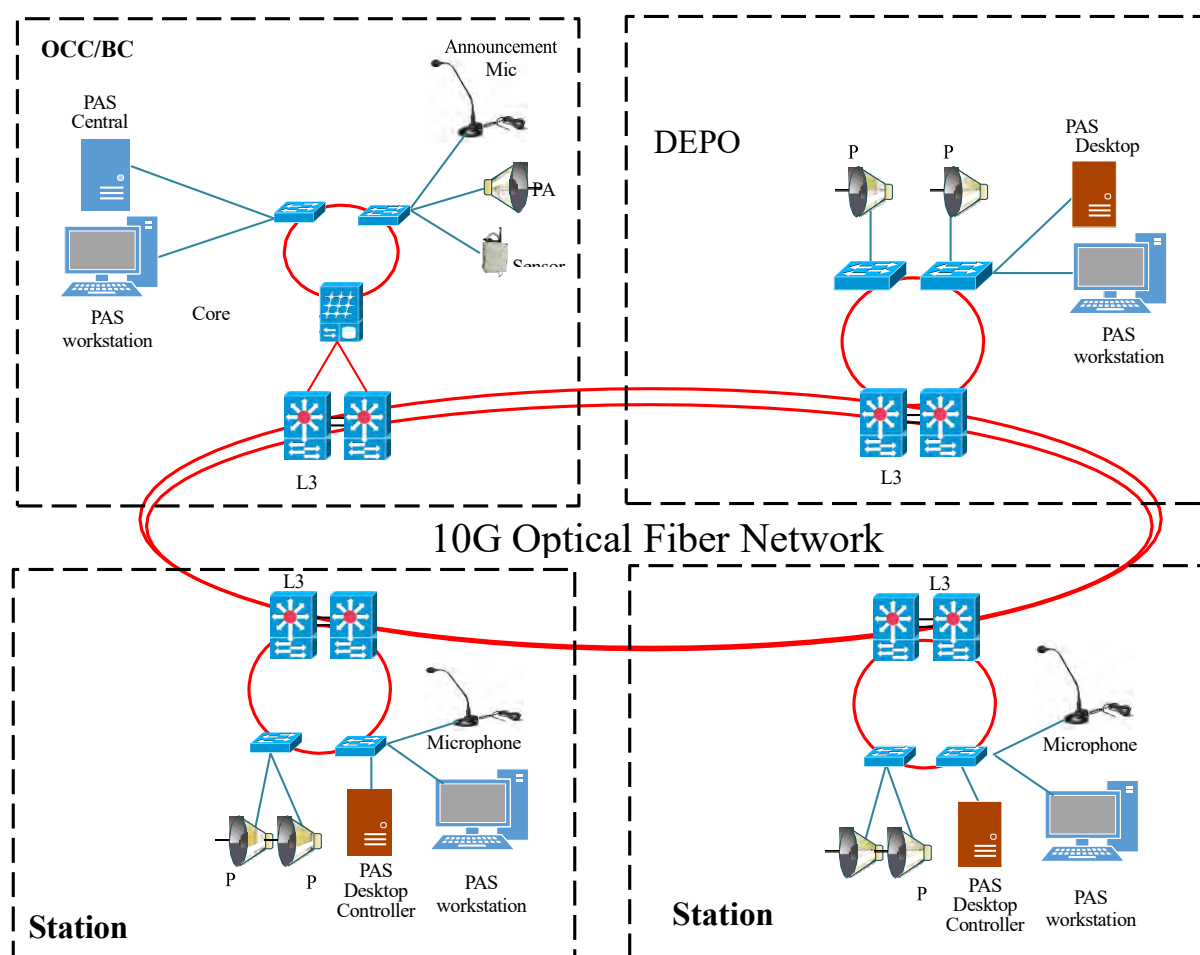 OCC/BC
Announcement
Mic
PAS
Central
PA
Sensor
PAS
workstation
Core
L3
DEPO
P
P
PAS
Desktop
PAS
workstation
L3
10G Optical Fiber Network
L3
Microphone
P
P
PAS
Desktop
Controller
PAS
workstation
Station
L3
Microphone
P
PAS
Desktop
Controller
PAS
workstation
Station